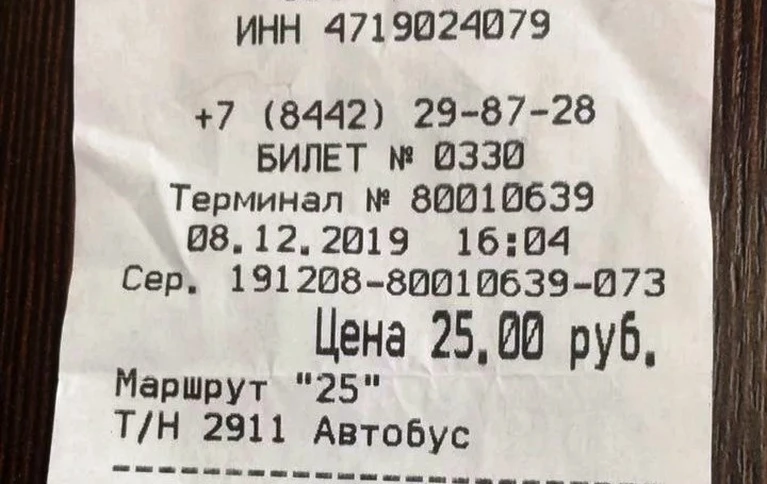 ИНН 4719024079
+7 (8442) 29-87-28
БИЛЕТ № 0330
Терминал № 80010639
08.12.2019 16:04
Сер. 191208-80010639-073
Цена 25.00 руб.
Маршрут "25"
Т/Н 2911 Автобус